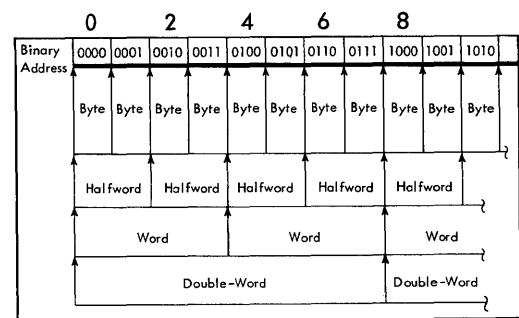 0 2 4 6 8
Binary Address 0000 0001 0010 0011 0100 0101 0110 0111 1000 1001 1010
Byte Byte Byte Byte Byte Byte Byte Byte Byte Byte Byte
Halfword Halfword Halfword Halfword Halfword
Word Word Word
Double-Word Double-Word